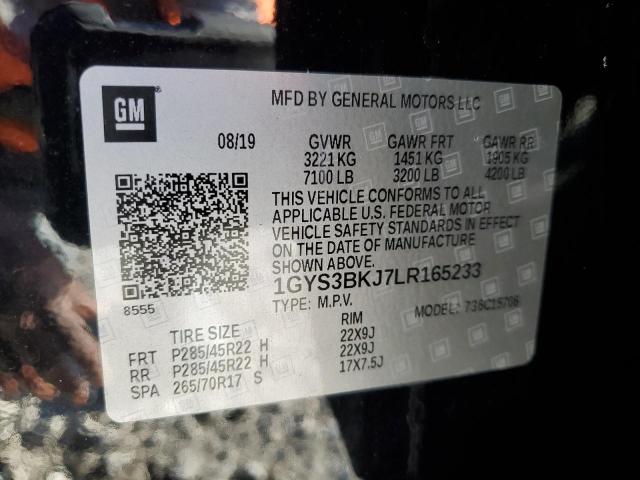 GM
MFD BY GENERAL MOTORS LLC
08/19 GVWR GAWR FRT GAWR RR
3221 KG 1451 KG 1905 KG
7100 LB 3200 LB 4200 LB
THIS VEHICLE CONFORMS TO ALL
APPLICABLE U.S. FEDERAL MOTOR
VEHICLE SAFETY STANDARDS IN EFFECT
ON THE DATE OF MANUFACTURE
SHOWN ABOVE.
1GYS3BKJ7LR165233
8555
TYPE: M.P.V. MODEL:
TIRE SIZE RIM
FRT P285/45R22 H 22X9J
RR P285/45R22 H 22X9J
SPA 265/70R17 S 17X7.5J